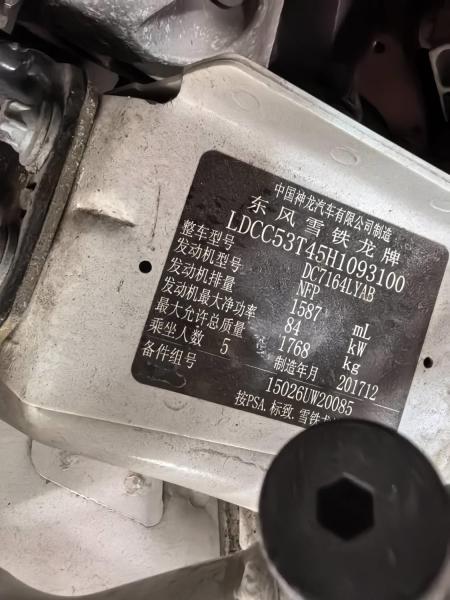 中国神龙汽车有限公司制造
东风雪铁龙牌
LDCC53T45H1093100
整车型号 DC7164LYAB
发动机型号 NFP
发动机排量 1587 mL
发动机最大净功率 84 kW
最大允许总质量 1768 kg
乘坐人数 5 制造年月 201712
备件组号 15026UW20085
按PSA.标致.雪铁